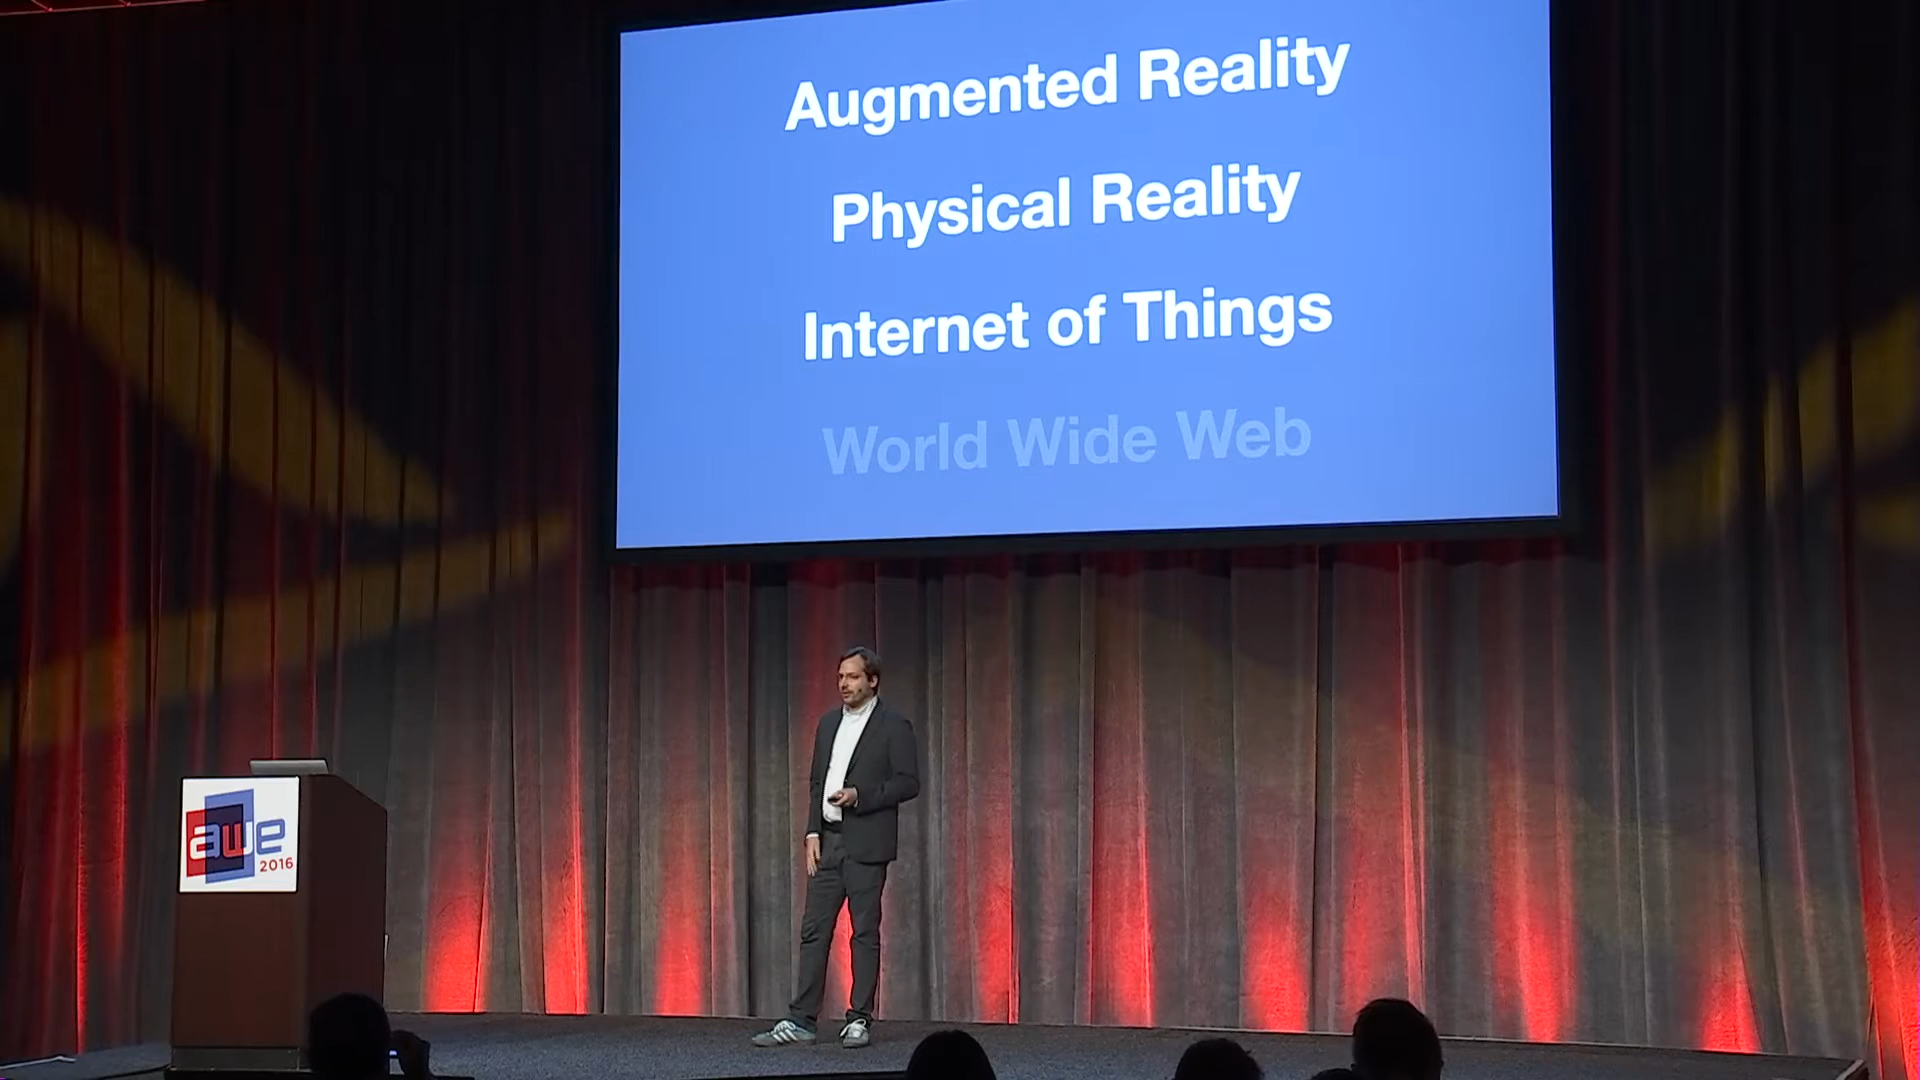 Augmented Reality
Physical Reality
Internet of Things
World Wide Web
awe
2016